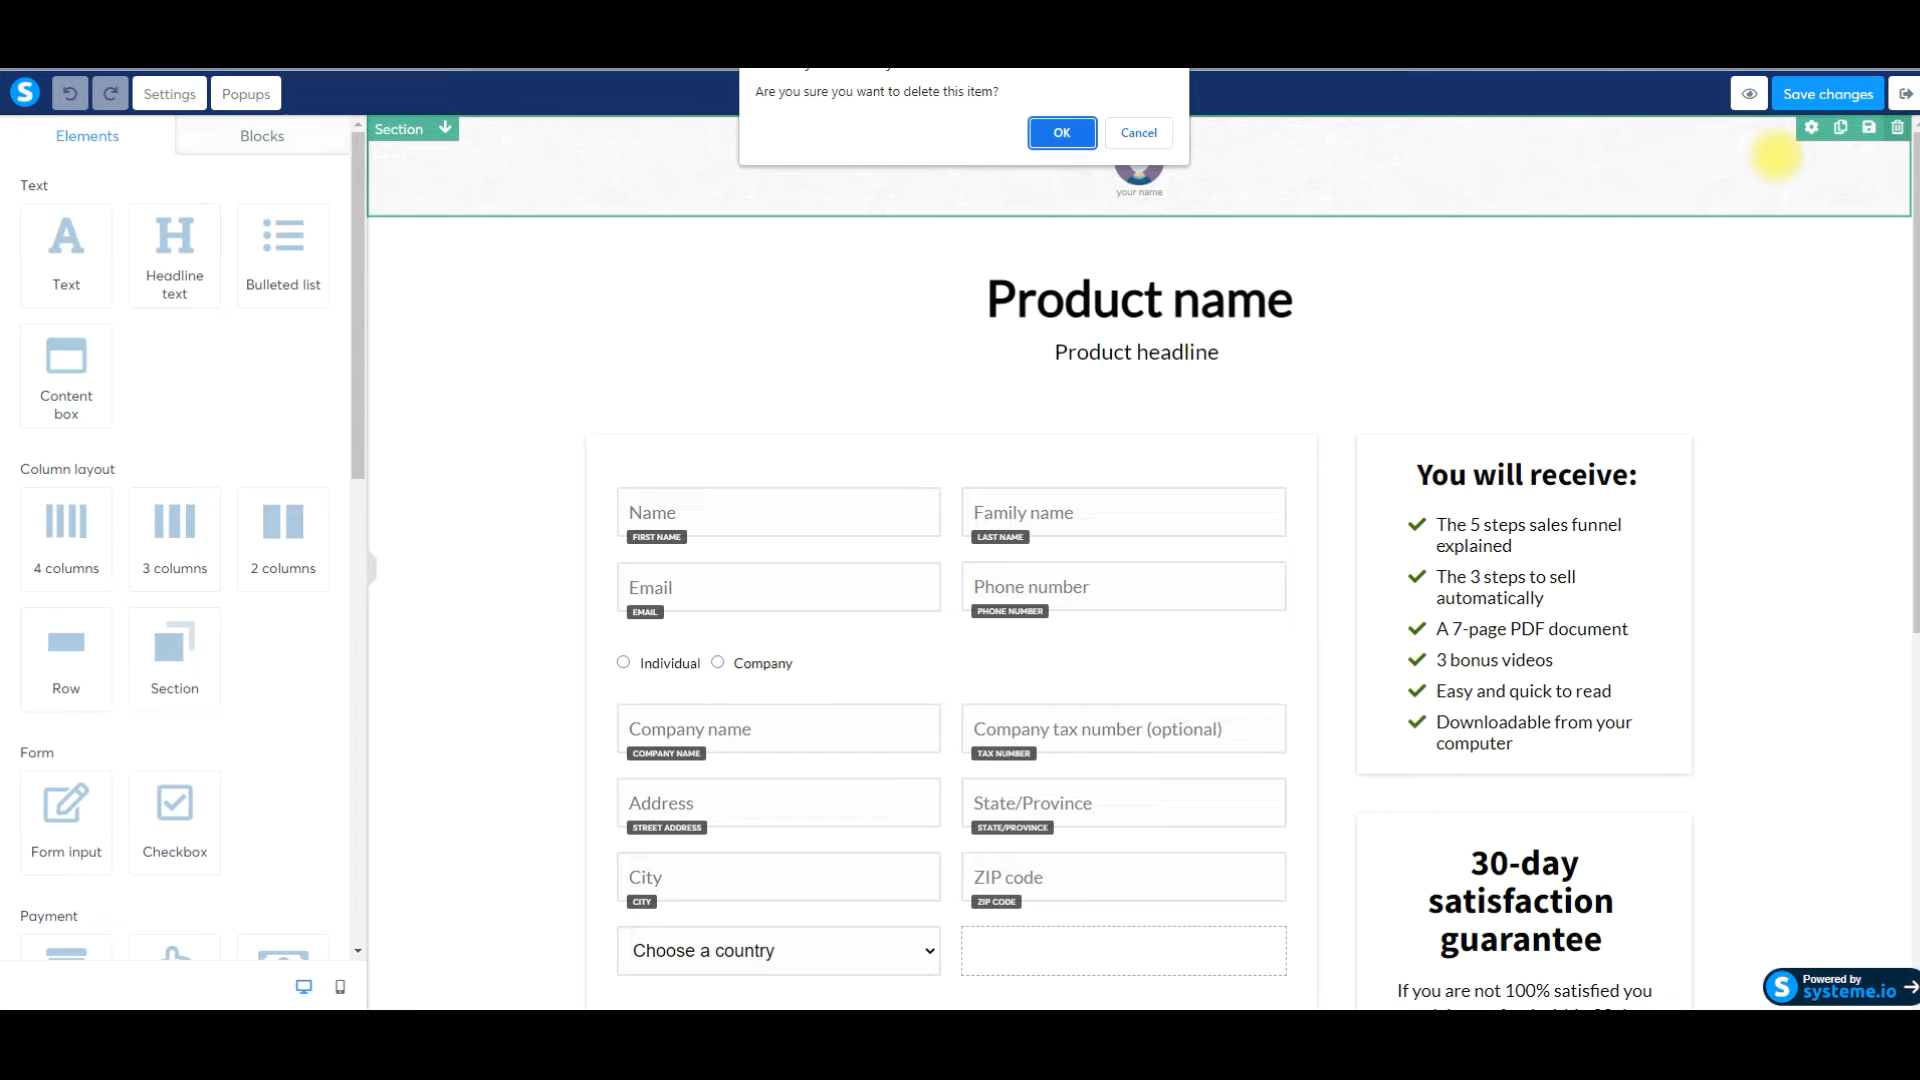 S
Settings
Popups
Are you sure you want to delete this item?
OK
Cancel
Save changes
Elements
Blocks
Section
your name
Text
Text
Headline
text
Bulleted list
Content
box
Column layout
4 columns
3 columns
2 columns
Row
Section
Form
Form input
Checkbox
Payment
Product name
Product headline
Name
FIRST NAME
Family name
LAST NAME
Email
EMAIL
Phone number
PHONE NUMBER
Individual
Company
Company name
COMPANY NAME
Company tax number (optional)
TAX NUMBER
Address
STREET ADDRESS
State/Province
STATE/PROVINCE
City
CITY
ZIP code
ZIP CODE
Choose a country
You will receive:
The 5 steps sales funnel
explained
The 3 steps to sell
automatically
A 7-page PDF document
3 bonus videos
Easy and quick to read
Downloadable from your
computer
30-day
satisfaction
guarantee
If you are not 100% satisfied you
S
Powered by
systeme.io